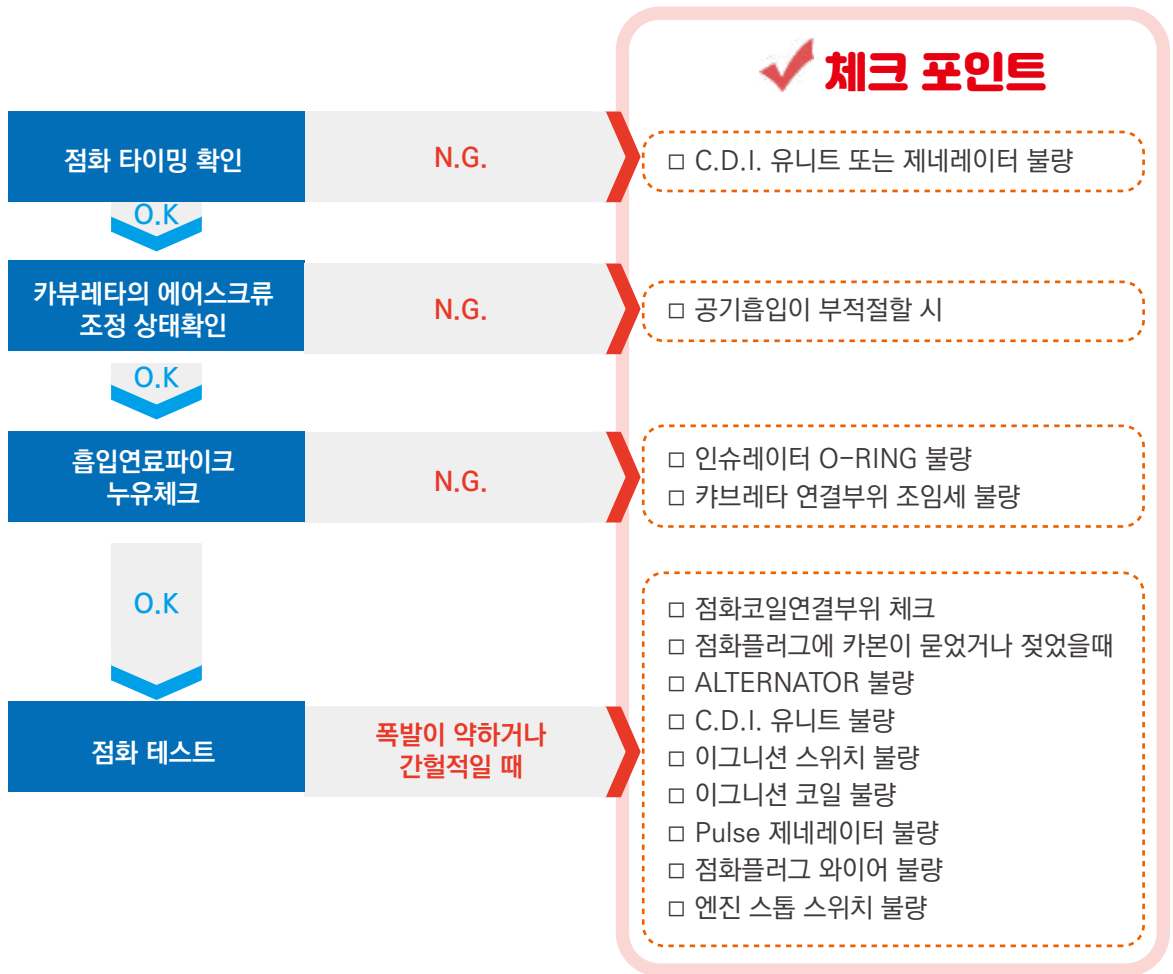 체크 포인트
점화 타이밍 확인
N.G.
□ C.D.I. 유니트 또는 제네레이터 불량
O.K
카뷰레타의 에어스크류
조정 상태확인
N.G.
□ 공기흡입이 부적절할 시
O.K
흡입연료파이크
누유체크
N.G.
□ 인슈레이터 O-RING 불량
□ 캬브레타 연결부위 조임세 불량
O.K
점화 테스트
폭발이 약하거나
간헐적일 때
□ 점화코일연결부위 체크
□ 점화플러그에 카본이 묻었거나 젖었을때
□ ALTERNATOR 불량
□ C.D.I. 유니트 불량
□ 이그니션 스위치 불량
□ 이그니션 코일 불량
□ Pulse 제네레이터 불량
□ 점화플러그 와이어 불량
□ 엔진 스톱 스위치 불량